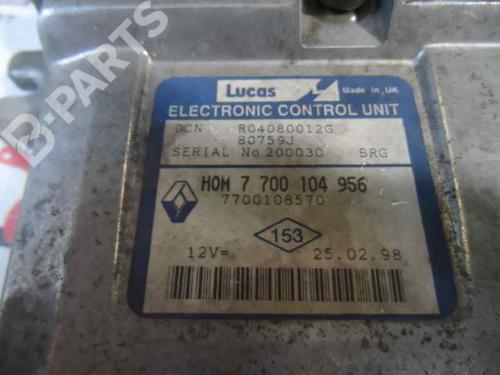 B-PARTS
Lucas
Made in UK
ELECTRONIC CONTROL UNIT
DCN R04080012G
80759J
SERIAL No 200030 BRG
HOM 7 700 104 956
7700108570
153
12V= 25.02.98